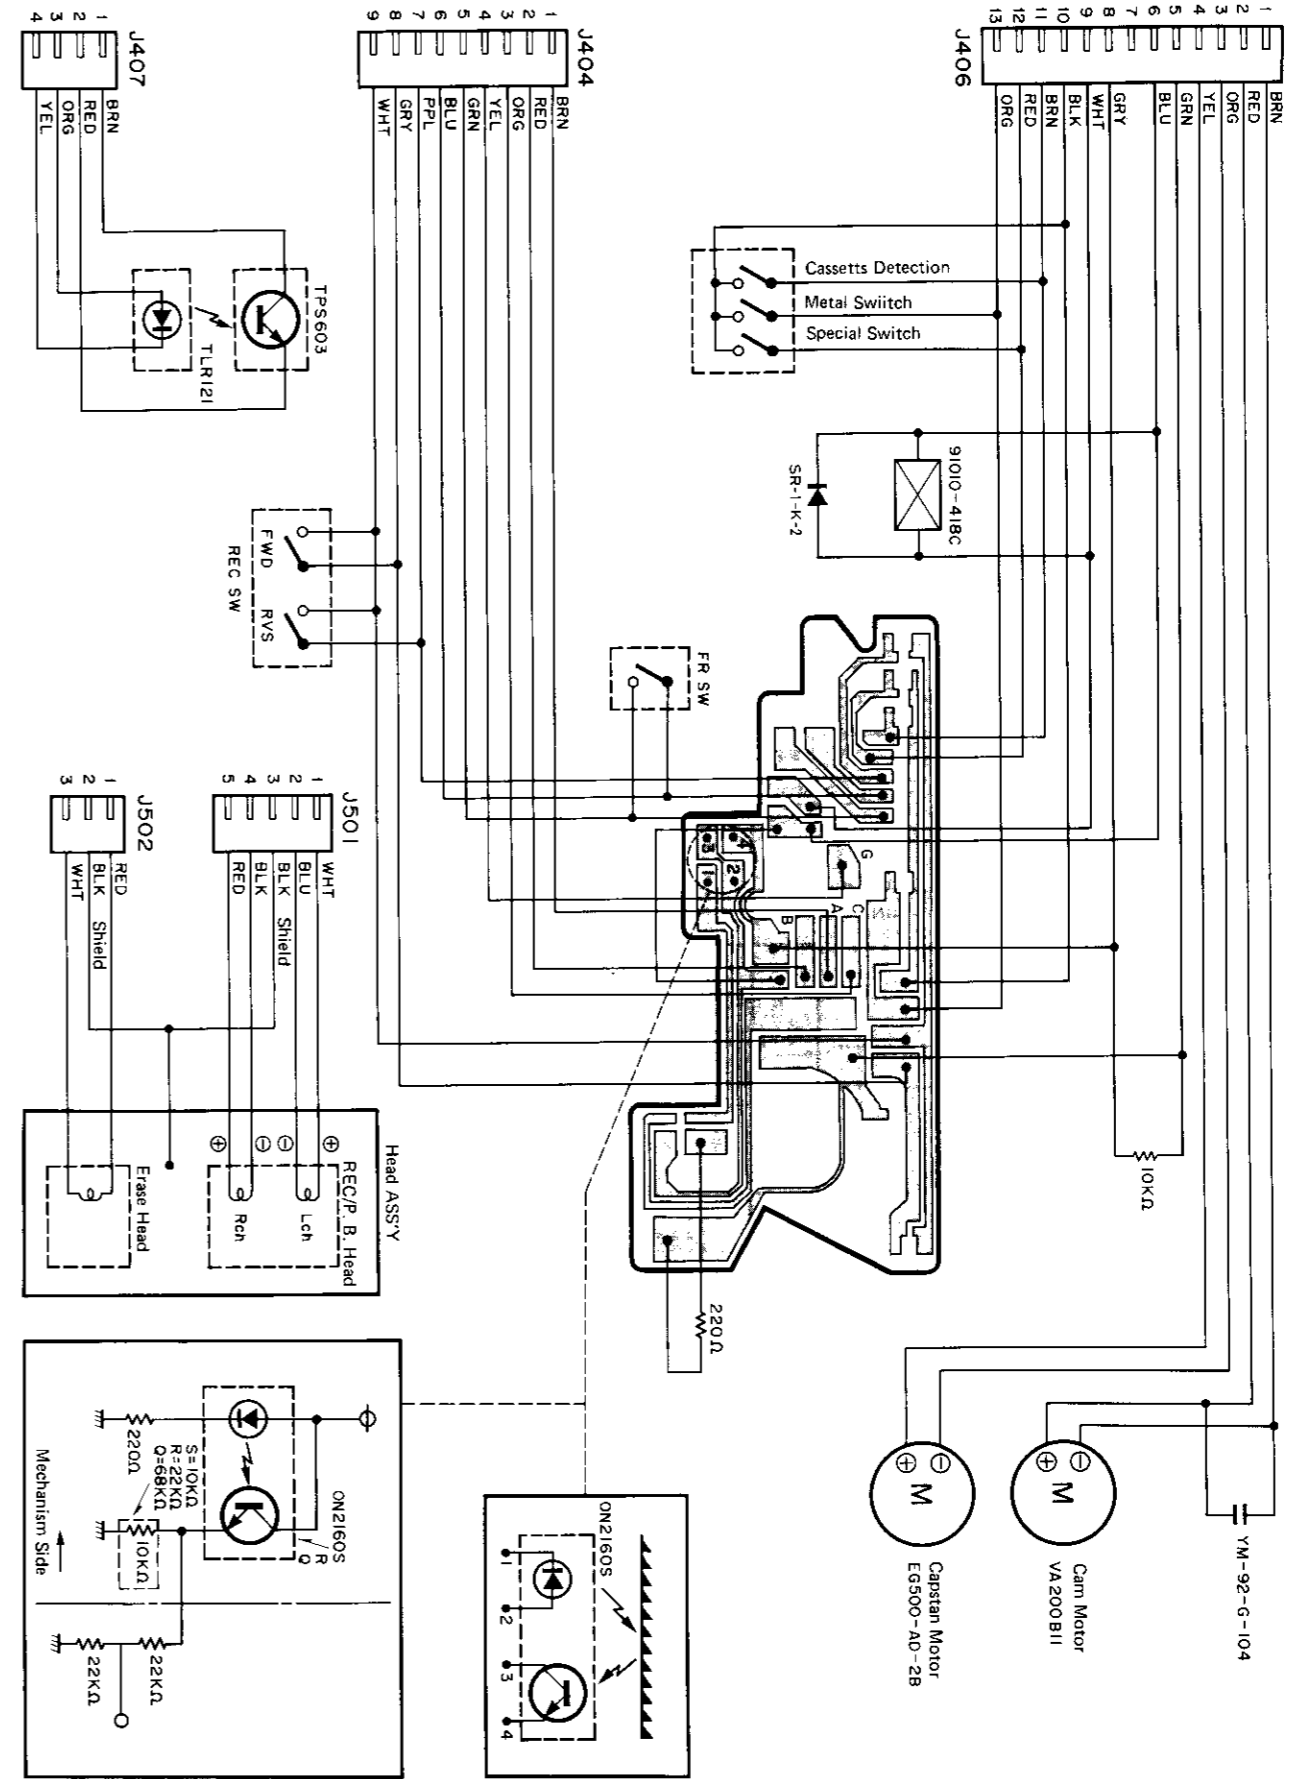 J407
1
2
3
4
BRN
RED
ORG
YEL
J404
1
2
3
4
5
6
7
8
9
BRN
RED
ORG
YEL
GRN
BLU
PPL
GRY
WHT
J406
1
2
3
4
5
6
7
8
9
10
11
12
13
BRN
RED
ORG
YEL
GRN
BLU
GRY
WHT
BLK
BRN
RED
ORG
TPS603
TLR121
Cassetts Detection
Metal Swiitch
Special Switch
91010-418C
SR-1-K-2
FWD
RVS
REC SW
FR SW
G
A
B
C
1
2
3
4
10KΩ
220Ω
J501
1
2
3
4
5
WHT
BLU
BLK Shield
BLK
RED
J502
1
2
3
RED
BLK Shield
WHT
Head ASS'Y
REC/P. B. Head
⊕
⊖
⊖
⊕
Lch
Rch
Erase Head
M
⊕
⊖
Cam Motor
VA200B11
M
⊕
⊖
Capstan Motor
EG500-AD-2B
YM-92-G-104
ON2160S
1
2
3
4
ON2160S
R
Q
S=10KΩ
R=22KΩ
Q=68KΩ
220Ω
10KΩ
22KΩ
22KΩ
Mechanism Side